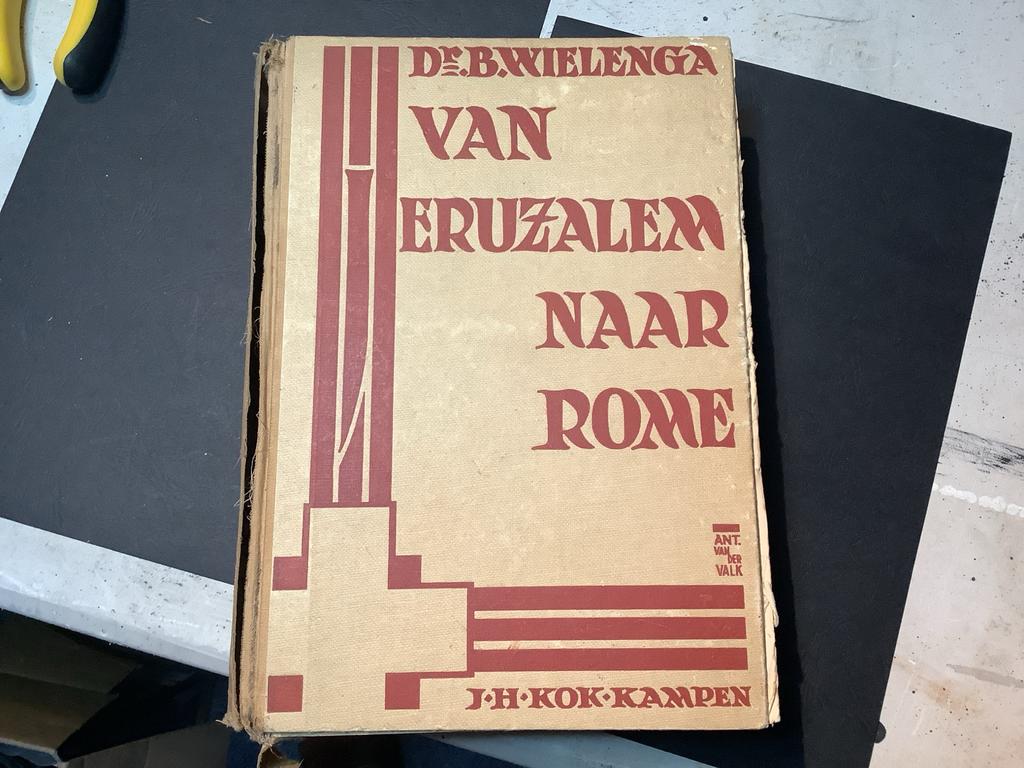 Dr. B. WIELENGA
VAN
JERUZALEM
NAAR
ROME
ANT.
VAN DER
VALK
J·H·KOK·KAMPEN